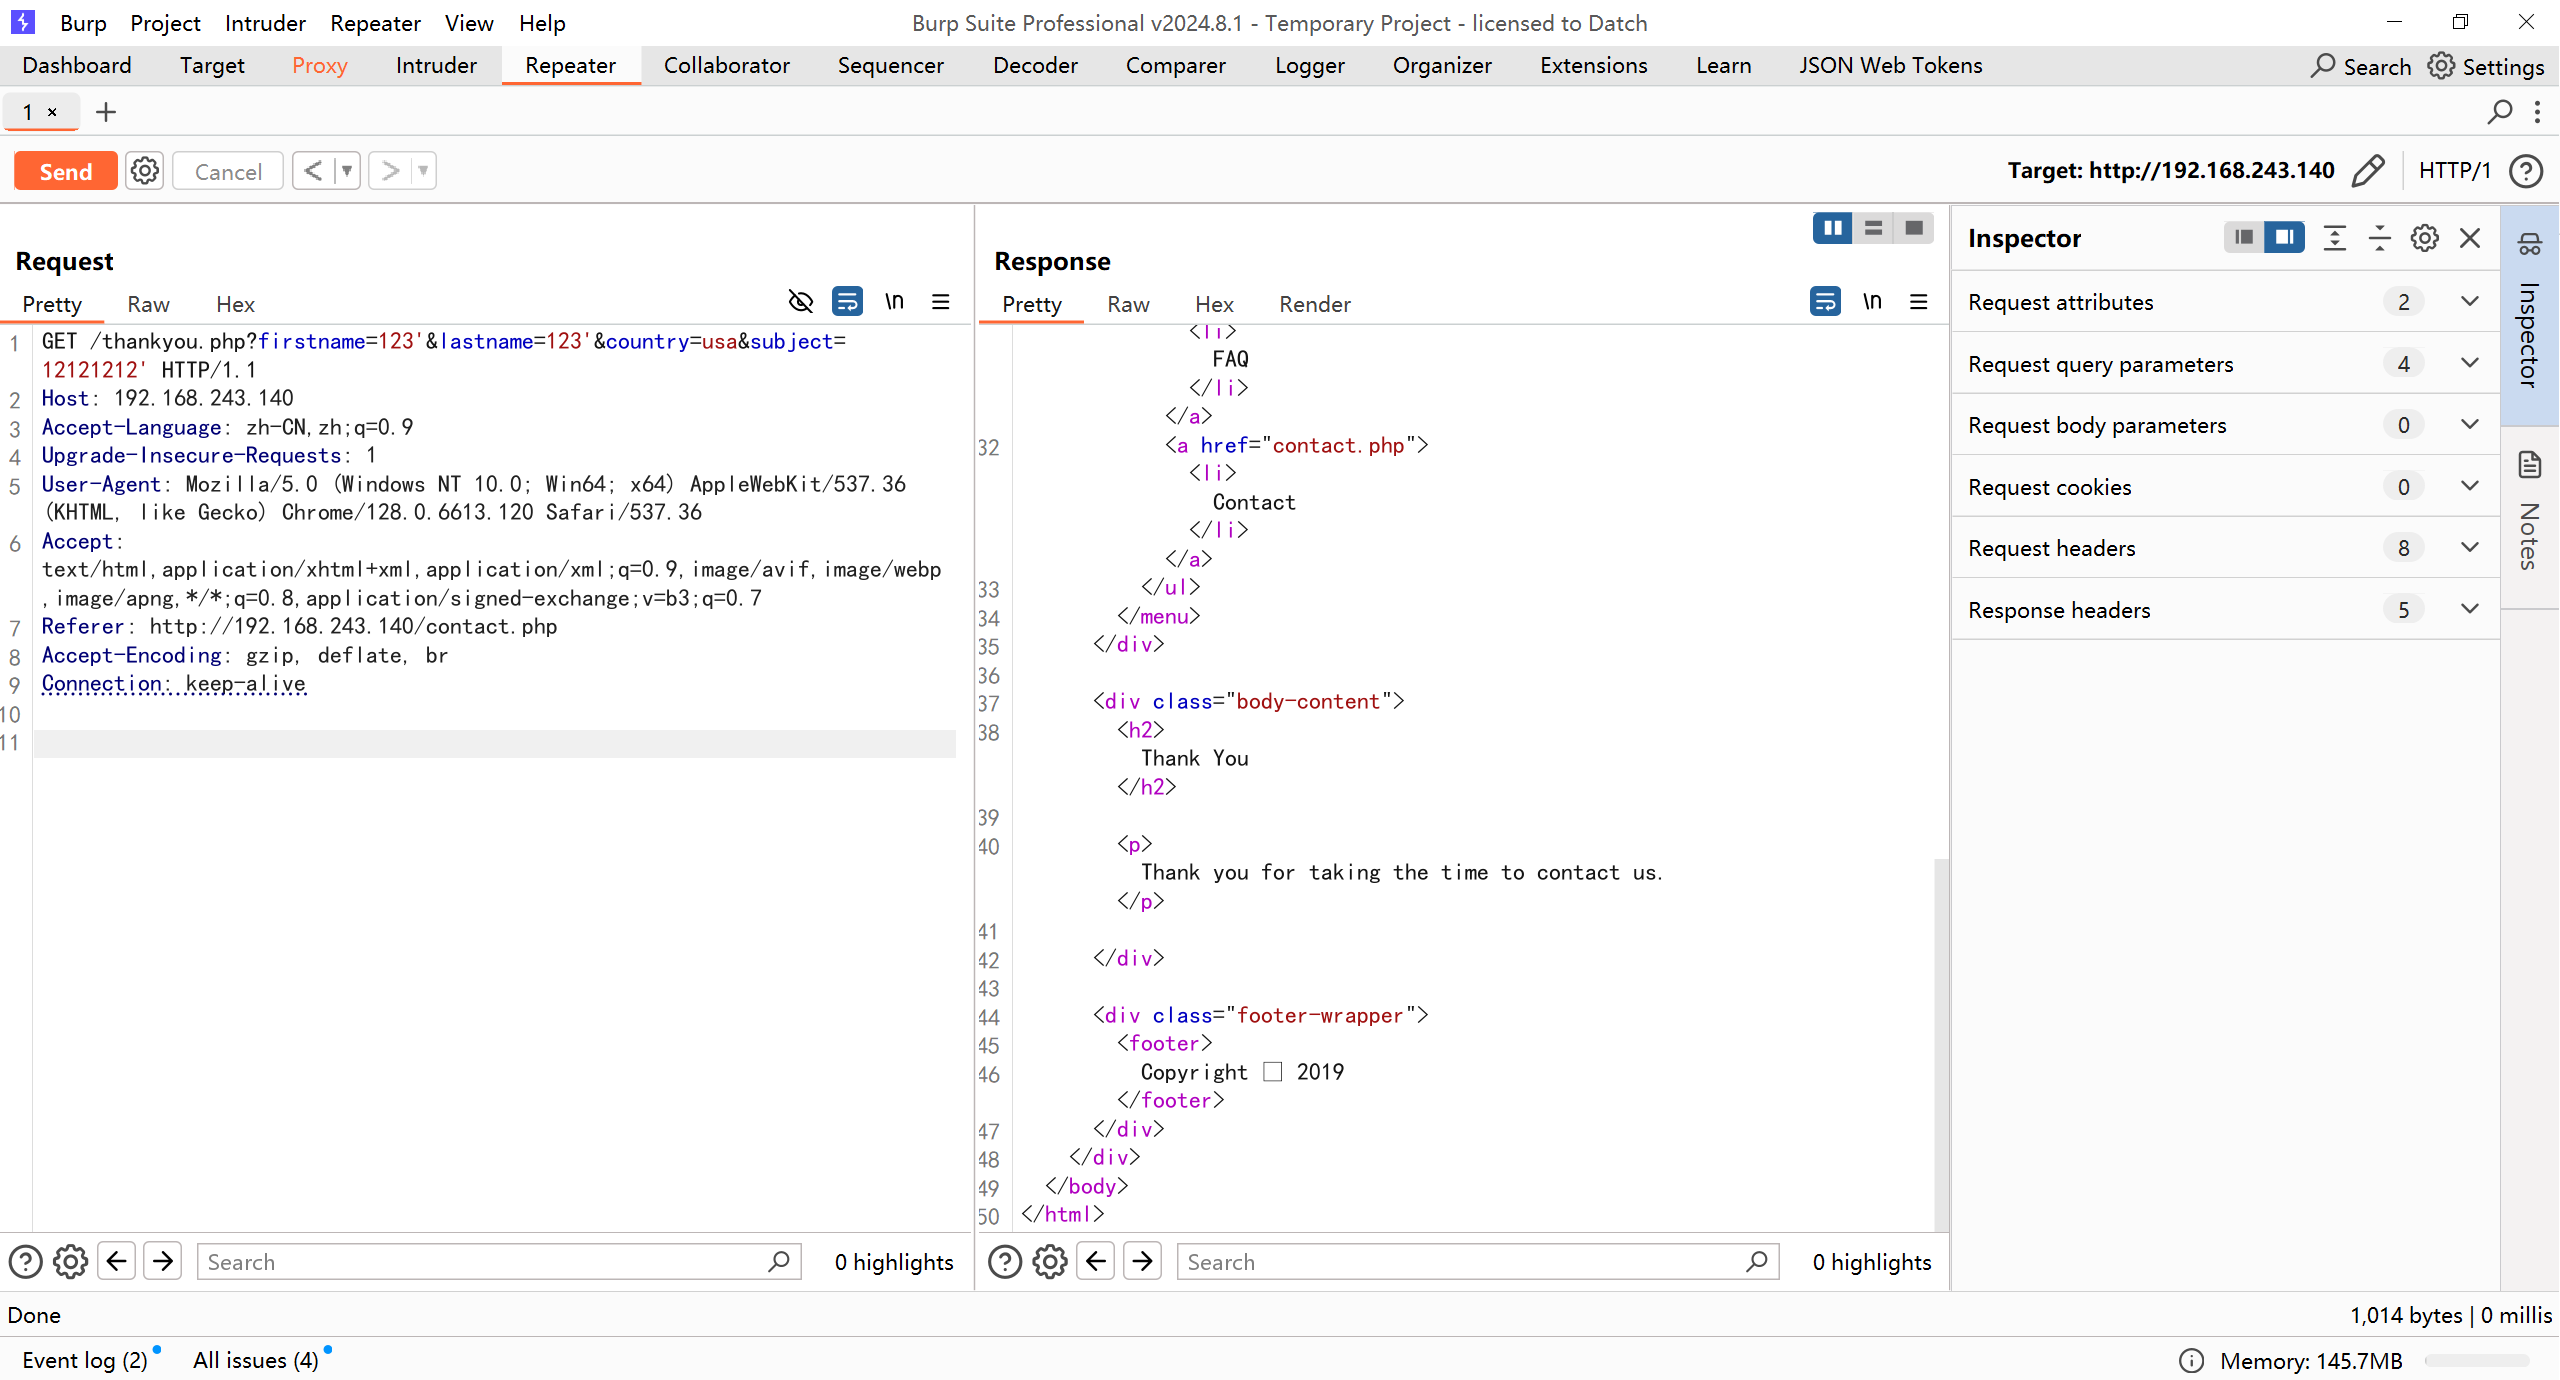 Burp Project Intruder Repeater View Help Burp Suite Professional v2024.8.1 - Temporary Project - licensed to Datch
Dashboard Target Proxy Intruder Repeater Collaborator Sequencer Decoder Comparer Logger Organizer Extensions Learn JSON Web Tokens Search Settings
1 × +
Send Cancel < > Target: http://192.168.243.140 HTTP/1
Request
Pretty Raw Hex \n
1 GET /thankyou.php?firstname=123'&lastname=123'&country=usa&subject=
12121212' HTTP/1.1
2 Host: 192.168.243.140
3 Accept-Language: zh-CN,zh;q=0.9
4 Upgrade-Insecure-Requests: 1
5 User-Agent: Mozilla/5.0 (Windows NT 10.0; Win64; x64) AppleWebKit/537.36
(KHTML, like Gecko) Chrome/128.0.6613.120 Safari/537.36
6 Accept:
text/html,application/xhtml+xml,application/xml;q=0.9,image/avif,image/webp
,image/apng,*/*;q=0.8,application/signed-exchange;v=b3;q=0.7
7 Referer: http://192.168.243.140/contact.php
8 Accept-Encoding: gzip, deflate, br
9 Connection: keep-alive
10
11
Search 0 highlights
Response
Pretty Raw Hex Render \n
<li>
FAQ
</li>
</a>
32 <a href="contact.php">
<li>
Contact
</li>
</a>
33 </ul>
34 </menu>
35 </div>
36
37 <div class="body-content">
38 <h2>
Thank You
</h2>
39
40 <p>
Thank you for taking the time to contact us.
</p>
41
42 </div>
43
44 <div class="footer-wrapper">
45 <footer>
46 Copyright □ 2019
</footer>
47 </div>
48 </div>
49 </body>
50 </html>
Search 0 highlights
Inspector
Request attributes 2
Request query parameters 4
Request body parameters 0
Request cookies 0
Request headers 8
Response headers 5
Inspector
Notes
Done 1,014 bytes | 0 millis
Event log (2) All issues (4) Memory: 145.7MB